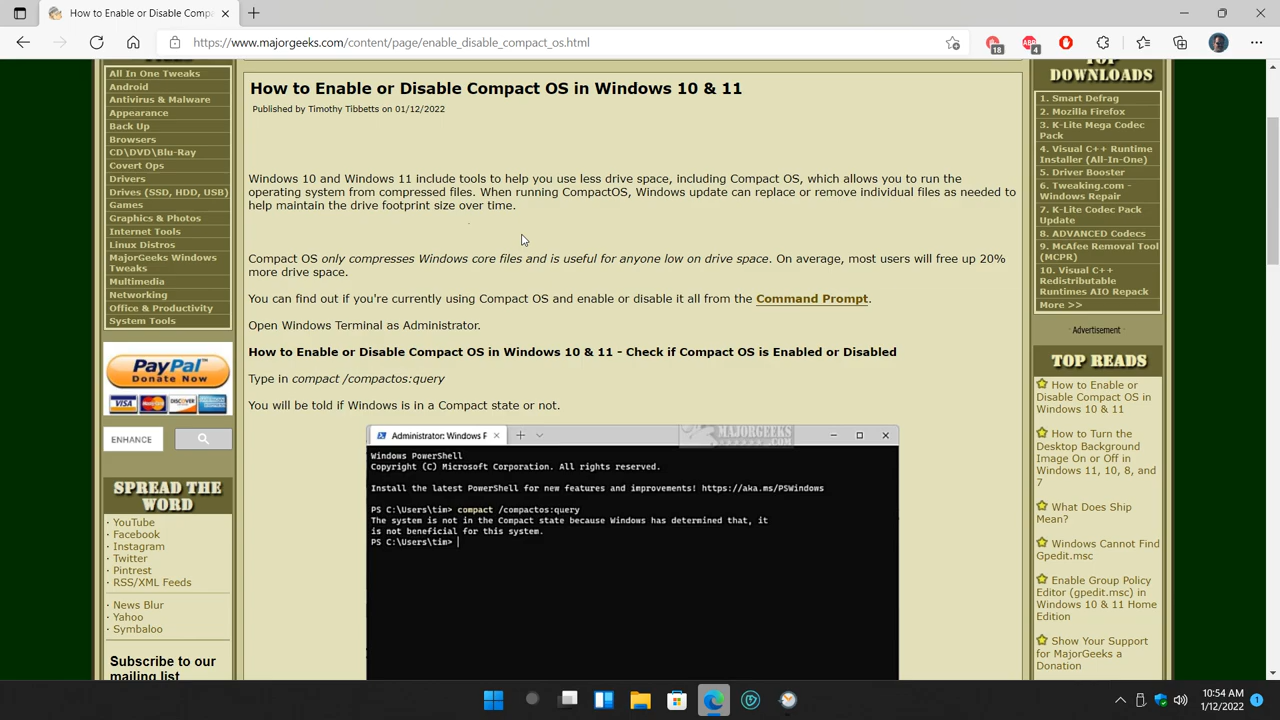 How to Enable or Disable Compa
https://www.majorgeeks.com/content/page/enable_disable_compact_os.html
18
4
All In One Tweaks
Android
Antivirus & Malware
Appearance
Back Up
Browsers
CD\DVD\Blu-Ray
Covert Ops
Drivers
Drives (SSD, HDD, USB)
Games
Graphics & Photos
Internet Tools
Linux Distros
MajorGeeks Windows
Tweaks
Multimedia
Networking
Office & Productivity
System Tools
PayPal
Donate Now
VISA
DISCOVER
ENHANCE
SPREAD THE
WORD
· YouTube
· Facebook
· Instagram
· Twitter
· Pintrest
· RSS/XML Feeds
· News Blur
· Yahoo
· Symbaloo
Subscribe to our
mailing list
How to Enable or Disable Compact OS in Windows 10 & 11
Published by Timothy Tibbetts on 01/12/2022
Windows 10 and Windows 11 include tools to help you use less drive space, including Compact OS, which allows you to run the
operating system from compressed files. When running CompactOS, Windows update can replace or remove individual files as needed to
help maintain the drive footprint size over time.
Compact OS only compresses Windows core files and is useful for anyone low on drive space. On average, most users will free up 20%
more drive space.
You can find out if you're currently using Compact OS and enable or disable it all from the Command Prompt.
Open Windows Terminal as Administrator.
How to Enable or Disable Compact OS in Windows 10 & 11 - Check if Compact OS is Enabled or Disabled
Type in compact /compactos:query
You will be told if Windows is in a Compact state or not.
Administrator: Windows P
MAJORGEEKS
.COM
Windows PowerShell
Copyright (C) Microsoft Corporation. All rights reserved.
Install the latest PowerShell for new features and improvements! https://aka.ms/PSWindows
PS C:\Users\tim> compact /compactos:query
The system is not in the Compact state because Windows has determined that, it
is not beneficial for this system.
PS C:\Users\tim>
TOP
DOWNLOADS
1. Smart Defrag
2. Mozilla Firefox
3. K-Lite Mega Codec
Pack
4. Visual C++ Runtime
Installer (All-In-One)
5. Driver Booster
6. Tweaking.com -
Windows Repair
7. K-Lite Codec Pack
Update
8. ADVANCED Codecs
9. McAfee Removal Tool
(MCPR)
10. Visual C++
Redistributable
Runtimes AIO Repack
More >>
Advertisement
TOP READS
How to Enable or
Disable Compact OS in
Windows 10 & 11
How to Turn the
Desktop Background
Image On or Off in
Windows 11, 10, 8, and
7
What Does Ship
Mean?
Windows Cannot Find
Gpedit.msc
Enable Group Policy
Editor (gpedit.msc) in
Windows 10 & 11 Home
Edition
Show Your Support
for MajorGeeks a
Donation
10:54 AM
1/12/2022
1